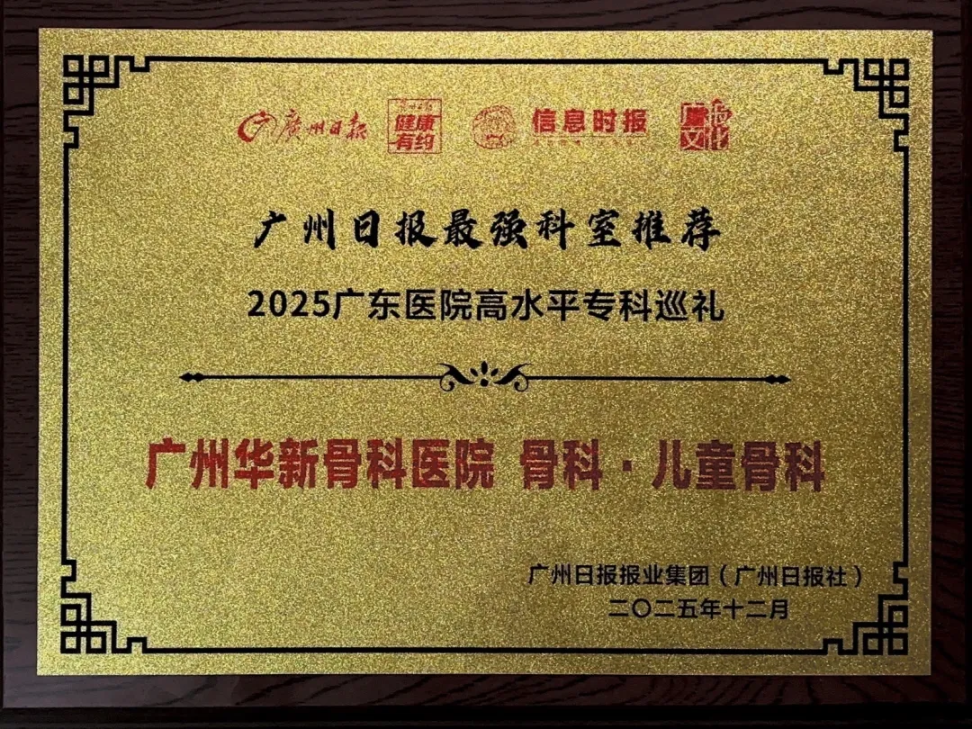 廣州日報 健康有约 信息时报
广州日报最强科室推荐
2025广东医院高水平专科巡礼
广州华新骨科医院 骨科·儿童骨科
广州日报报业集团（广州日报社）
二〇二五年十二月